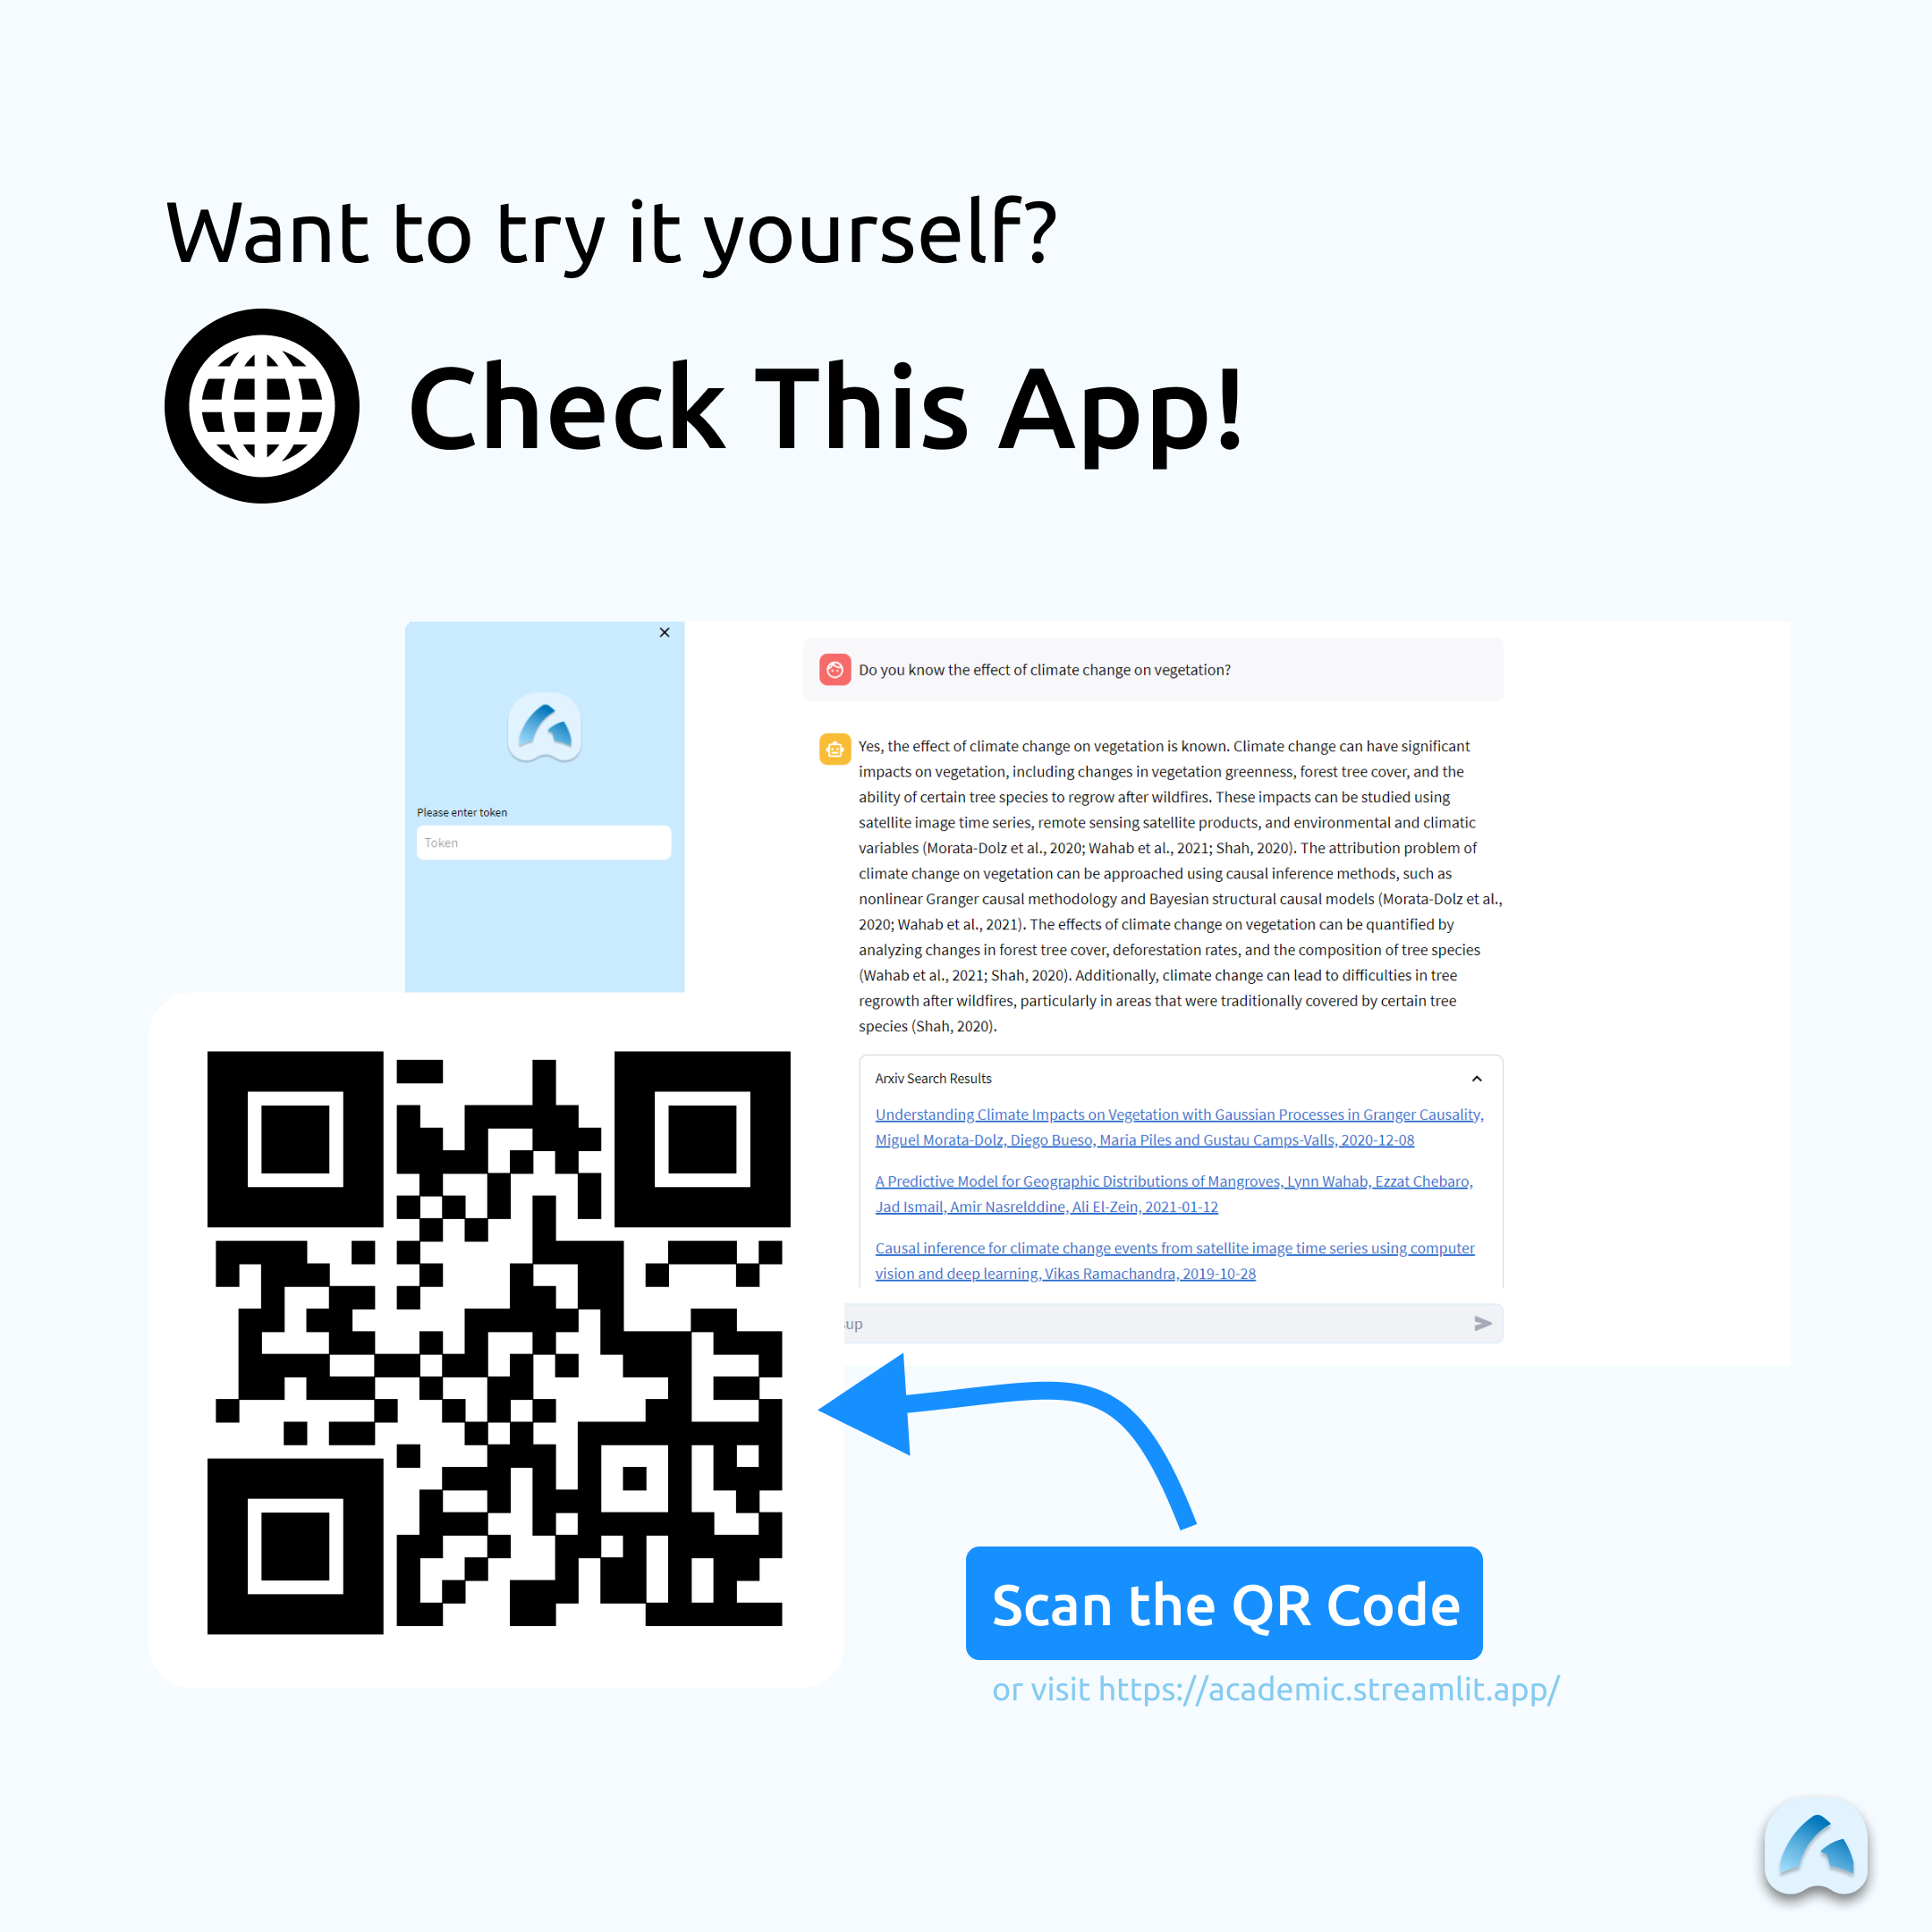 Want to try it yourself?
Check This App!
Please enter token
Token
Do you know the effect of climate change on vegetation?
Yes, the effect of climate change on vegetation is known. Climate change can have significant
impacts on vegetation, including changes in vegetation greenness, forest tree cover, and the
ability of certain tree species to regrow after wildfires. These impacts can be studied using
satellite image time series, remote sensing satellite products, and environmental and climatic
variables (Morata-Dolz et al., 2020; Wahab et al., 2021; Shah, 2020). The attribution problem of
climate change on vegetation can be approached using causal inference methods, such as
nonlinear Granger causal methodology and Bayesian structural causal models (Morata-Dolz et al.,
2020; Wahab et al., 2021). The effects of climate change on vegetation can be quantified by
analyzing changes in forest tree cover, deforestation rates, and the composition of tree species
(Wahab et al., 2021; Shah, 2020). Additionally, climate change can lead to difficulties in tree
regrowth after wildfires, particularly in areas that were traditionally covered by certain tree
species (Shah, 2020).
Arxiv Search Results
Understanding Climate Impacts on Vegetation with Gaussian Processes in Granger Causality,
Miguel Morata-Dolz, Diego Bueso, Maria Piles and Gustau Camps-Valls, 2020-12-08
A Predictive Model for Geographic Distributions of Mangroves, Lynn Wahab, Ezzat Chebaro,
Jad Ismail, Amir Nasrelddine, Ali El-Zein, 2021-01-12
Causal inference for climate change events from satellite image time series using computer
vision and deep learning, Vikas Ramachandra, 2019-10-28
Scan the QR Code
or visit https://academic.streamlit.app/